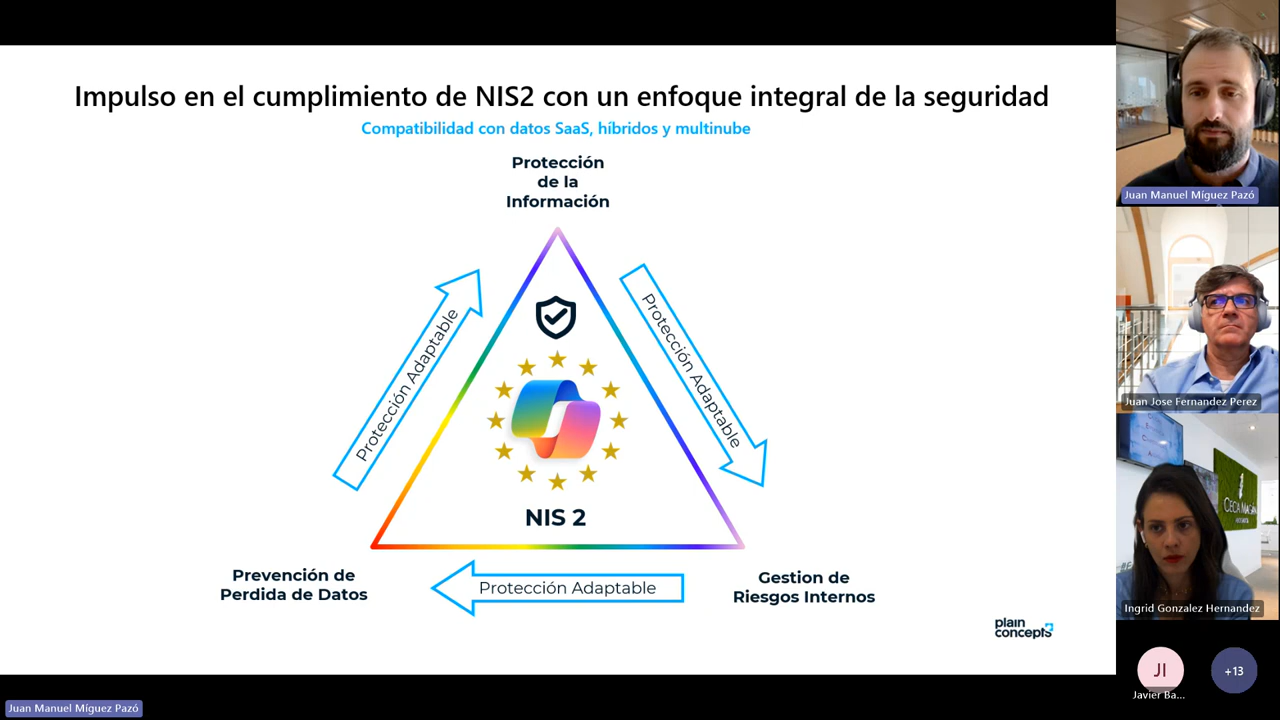 Impulso en el cumplimiento de NIS2 con un enfoque integral de la seguridad
Compatibilidad con datos SaaS, híbridos y multinube
Protección
de la
Información
Protección Adaptable
Protección Adaptable
NIS 2
Prevención de
Perdida de Datos
Protección Adaptable
Gestion de
Riesgos Internos
plain
concepts
Juan Manuel Míguez Pazó
Juan Manuel Míguez Pazó
Juan Jose Fernandez Perez
CECA MAGÁN
Ingrid Gonzalez Hernandez
JI
Javier Ba...
+13